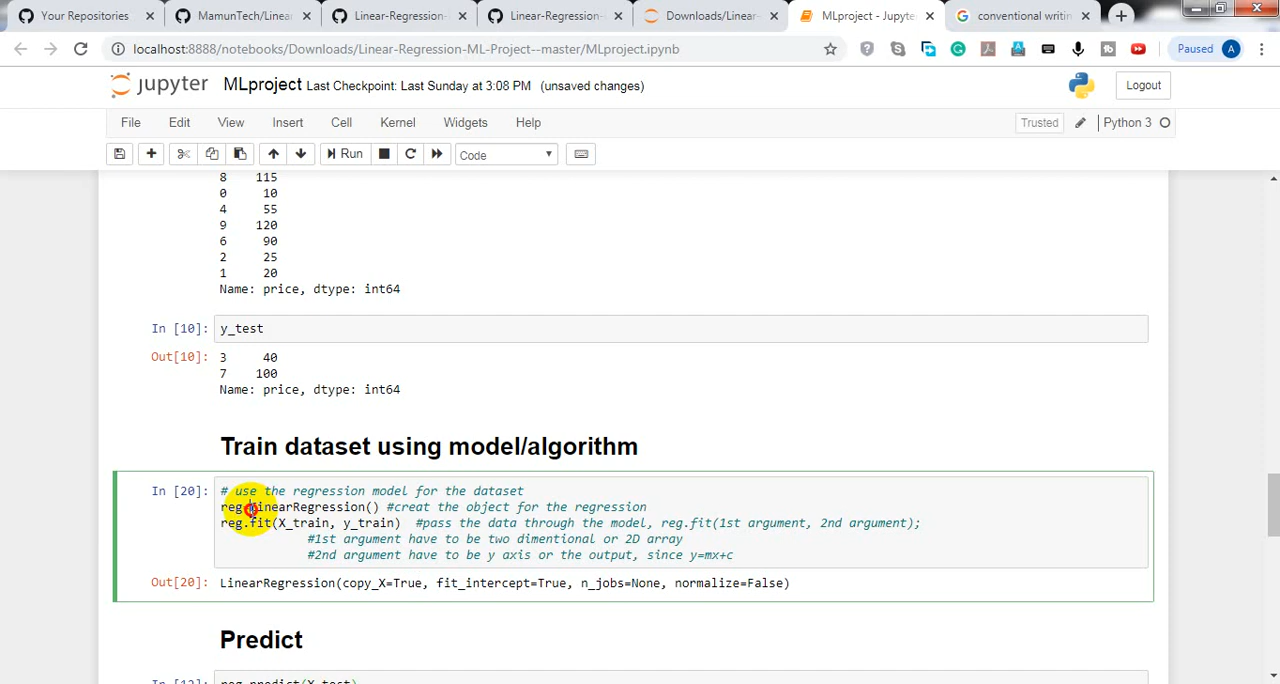 Your Repositories
MamunTech/Linea
Linear-Regression-
Linear-Regression-
Downloads/Linear-
MLproject - Jupyte
conventional writin
localhost:8888/notebooks/Downloads/Linear-Regression-ML-Project--master/MLproject.ipynb
Paused A
jupyter MLproject Last Checkpoint: Last Sunday at 3:08 PM (unsaved changes)
Logout
File Edit View Insert Cell Kernel Widgets Help
Trusted Python 3
Run Code
8 115
0 10
4 55
9 120
6 90
2 25
1 20
Name: price, dtype: int64
In [10]: y_test
Out[10]: 3 40
7 100
Name: price, dtype: int64
Train dataset using model/algorithm
In [20]: # use the regression model for the dataset
LinearRegression() #creat the object for the regression
reg.fit(X_train, y_train) #pass the data through the model, reg.fit(1st argument, 2nd argument);
#1st argument have to be two dimentional or 2D array
#2nd argument have to be y axis or the output, since y=mx+c
Out[20]: LinearRegression(copy_X=True, fit_intercept=True, n_jobs=None, normalize=False)
Predict
In [12]: reg.predict(X_test)